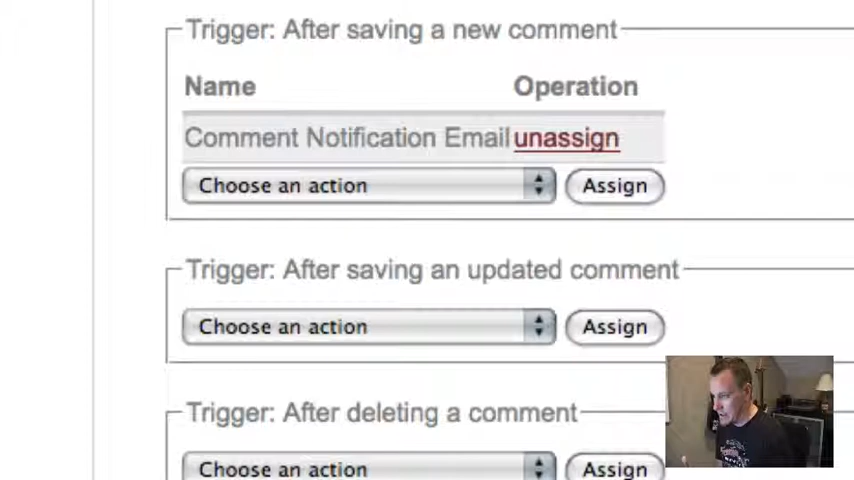 Trigger: After saving a new comment
Name Operation
Comment Notification Email unassign
Choose an action Assign
Trigger: After saving an updated comment
Choose an action Assign
Trigger: After deleting a comment
Choose an action Assign